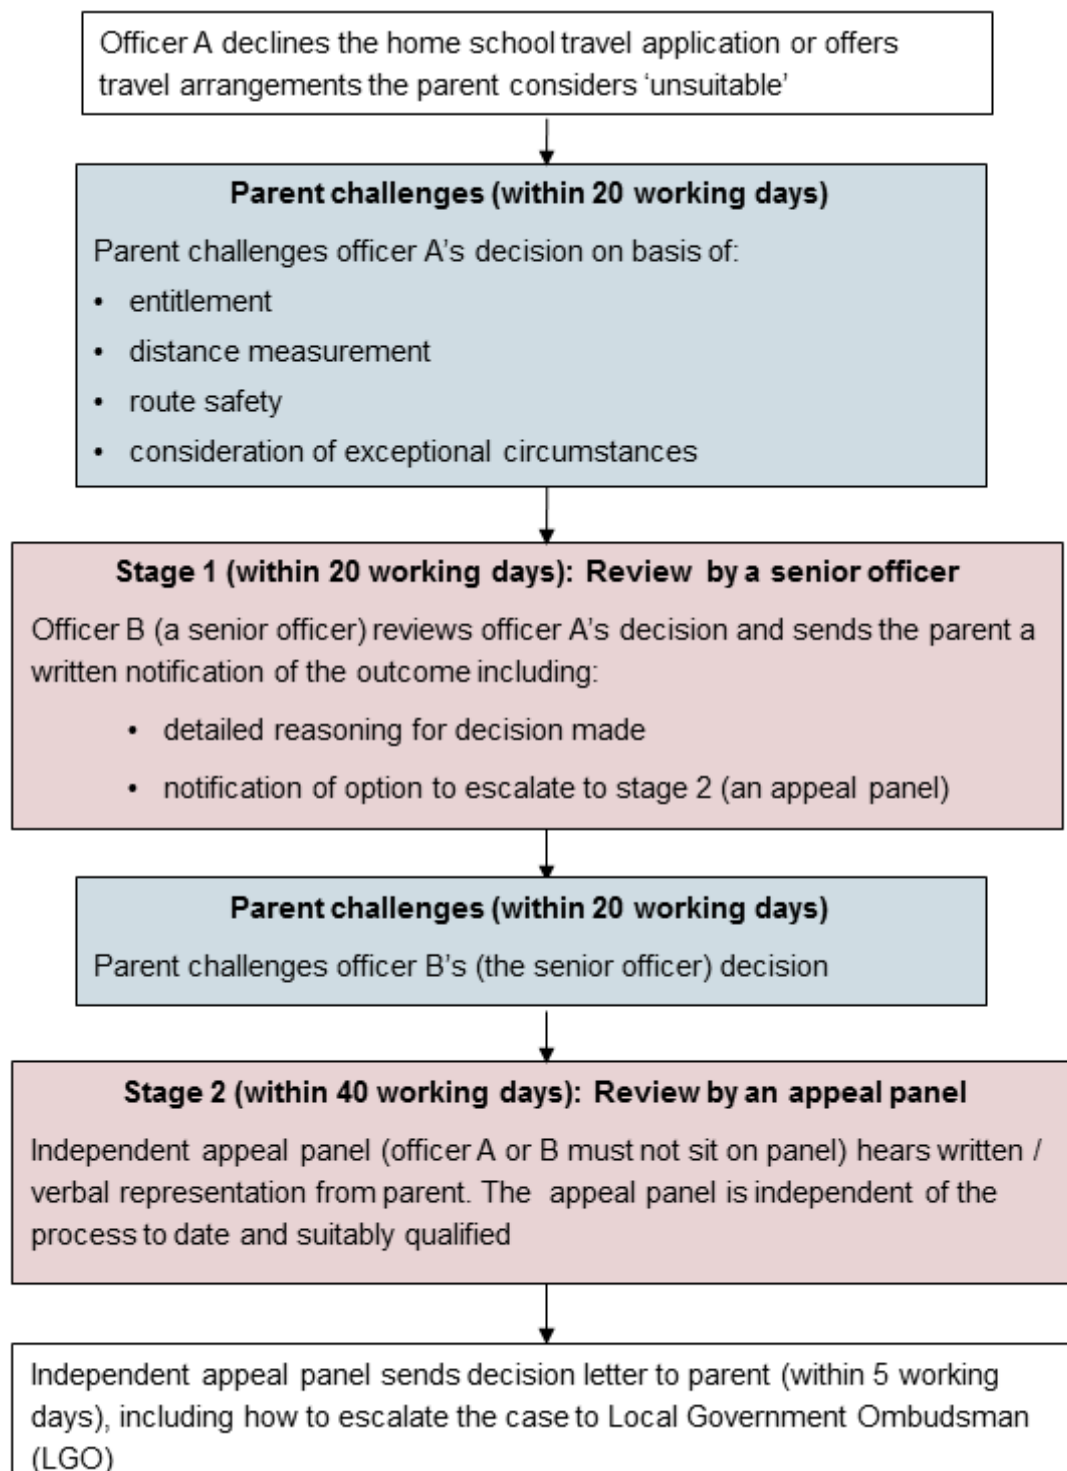 Officer A declines the home school travel application or offers
travel arrangements the parent considers ‘unsuitable’
Parent challenges (within 20 working days)
Parent challenges officer A’s decision on basis of:
• entitlement
• distance measurement
• route safety
• consideration of exceptional circumstances
Stage 1 (within 20 working days): Review by a senior officer
Officer B (a senior officer) reviews officer A’s decision and sends the parent a
written notification of the outcome including:
• detailed reasoning for decision made
• notification of option to escalate to stage 2 (an appeal panel)
Parent challenges (within 20 working days)
Parent challenges officer B’s (the senior officer) decision
Stage 2 (within 40 working days): Review by an appeal panel
Independent appeal panel (officer A or B must not sit on panel) hears written /
verbal representation from parent. The appeal panel is independent of the
process to date and suitably qualified
Independent appeal panel sends decision letter to parent (within 5 working
days), including how to escalate the case to Local Government Ombudsman
(LGO)